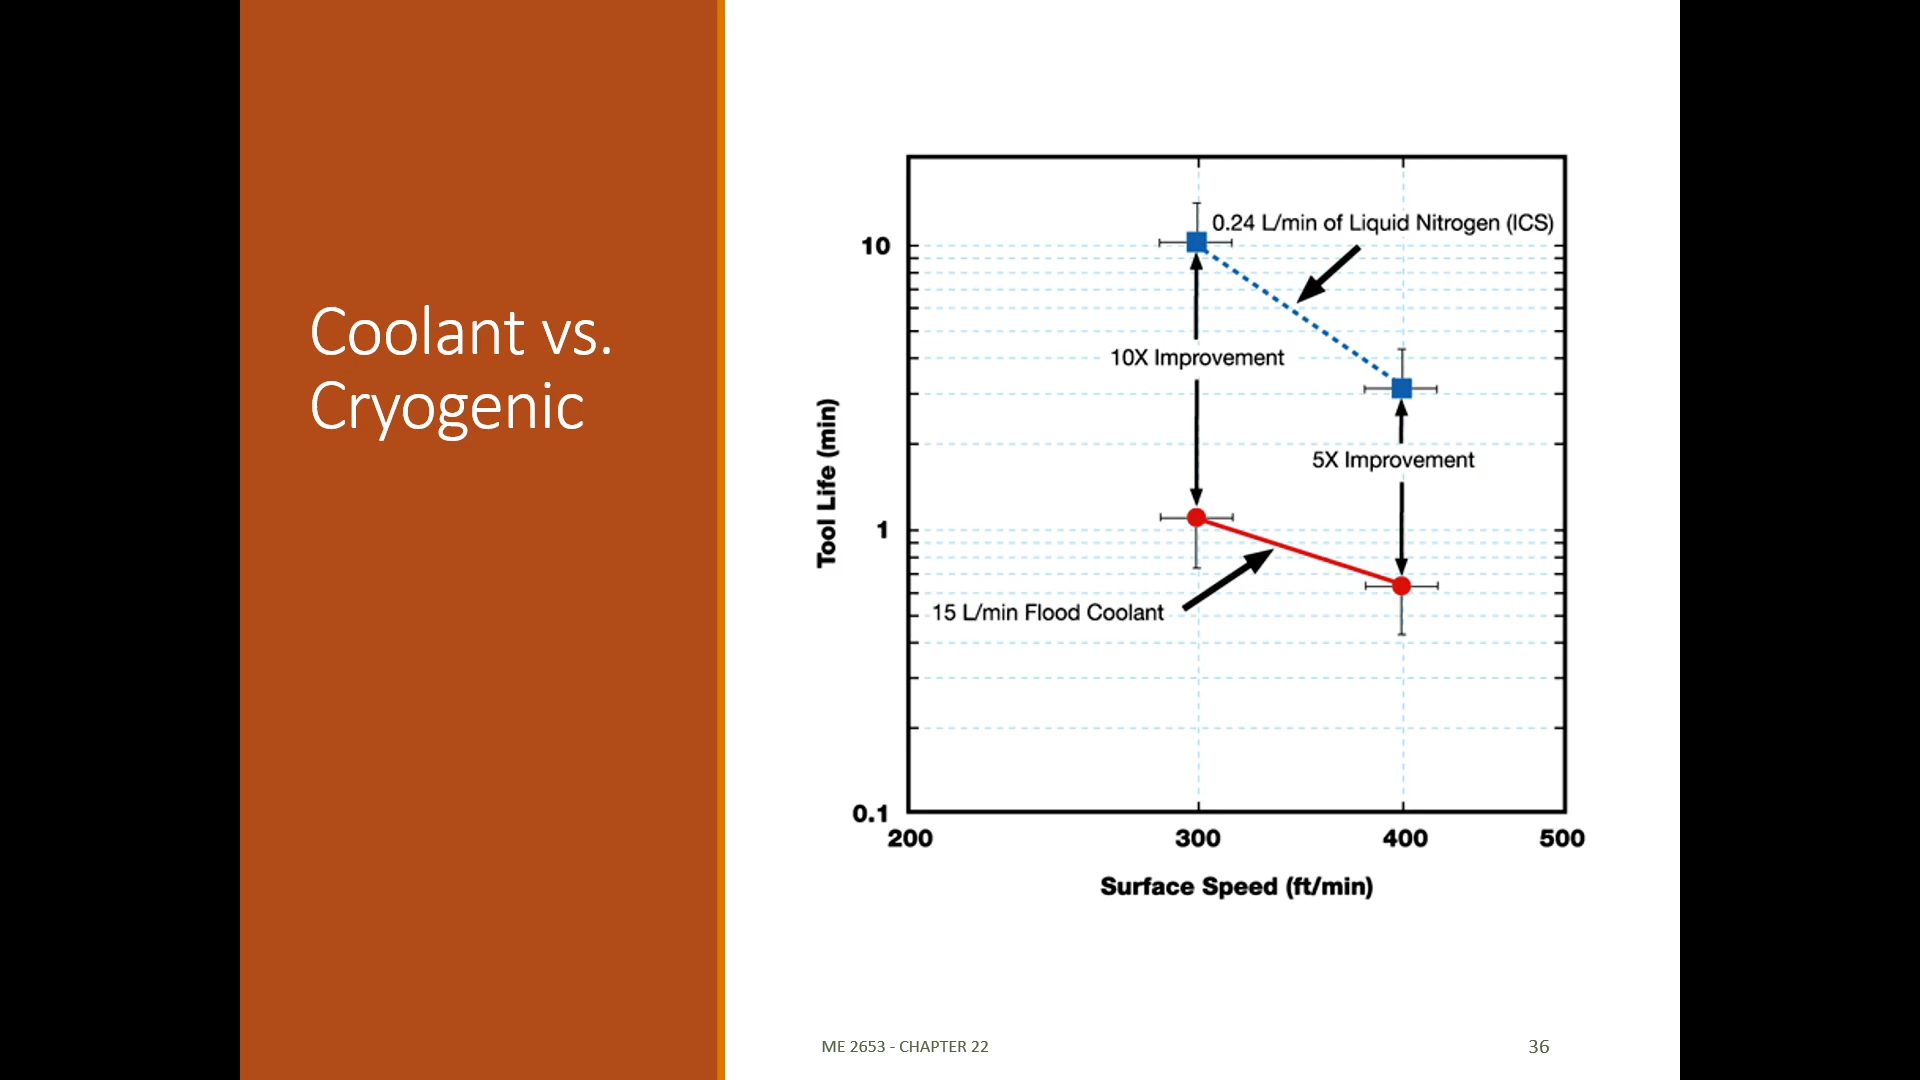 Coolant vs.
Cryogenic
0.24 L/min of Liquid Nitrogen (ICS)
10
10X Improvement
5X Improvement
Tool Life (min)
1
15 L/min Flood Coolant
0.1
200 300 400 500
Surface Speed (ft/min)
ME 2653 - CHAPTER 22
36